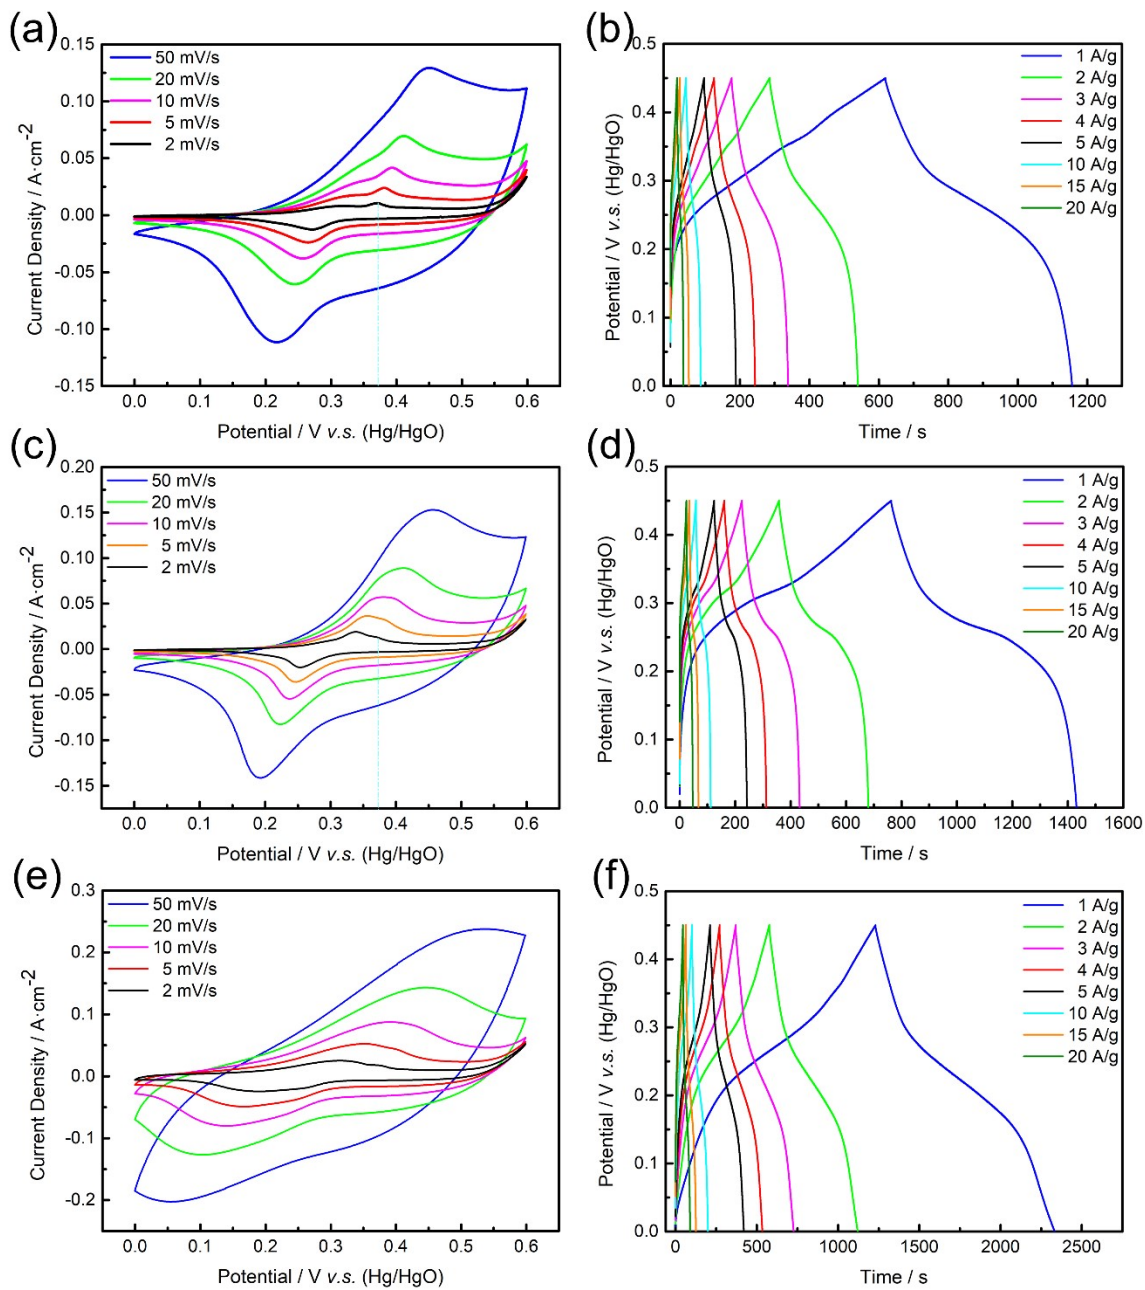 (a)
0.15
0.10
0.05
0.00
-0.05
-0.10
-0.15
Current Density / A·cm-2
50 mV/s
20 mV/s
10 mV/s
5 mV/s
2 mV/s
0.0 0.1 0.2 0.3 0.4 0.5 0.6
Potential / V v.s. (Hg/HgO)
(b)
0.5
0.4
0.3
0.2
0.1
0.0
Potential / V v.s. (Hg/HgO)
1 A/g
2 A/g
3 A/g
4 A/g
5 A/g
10 A/g
15 A/g
20 A/g
0 200 400 600 800 1000 1200
Time / s
(c)
0.20
0.15
0.10
0.05
0.00
-0.05
-0.10
-0.15
Current Density / A·cm-2
50 mV/s
20 mV/s
10 mV/s
5 mV/s
2 mV/s
0.0 0.1 0.2 0.3 0.4 0.5 0.6
Potential / V v.s. (Hg/HgO)
(d)
0.5
0.4
0.3
0.2
0.1
0.0
Potential / V v.s. (Hg/HgO)
1 A/g
2 A/g
3 A/g
4 A/g
5 A/g
10 A/g
15 A/g
20 A/g
0 200 400 600 800 1000 1200 1400 1600
Time / s
(e)
0.3
0.2
0.1
0.0
-0.1
-0.2
Current Density / A·cm-2
50 mV/s
20 mV/s
10 mV/s
5 mV/s
2 mV/s
0.0 0.1 0.2 0.3 0.4 0.5 0.6
Potential / V v.s. (Hg/HgO)
(f)
0.5
0.4
0.3
0.2
0.1
0.0
Potential / V v.s. (Hg/HgO)
1 A/g
2 A/g
3 A/g
4 A/g
5 A/g
10 A/g
15 A/g
20 A/g
0 500 1000 1500 2000 2500
Time / s